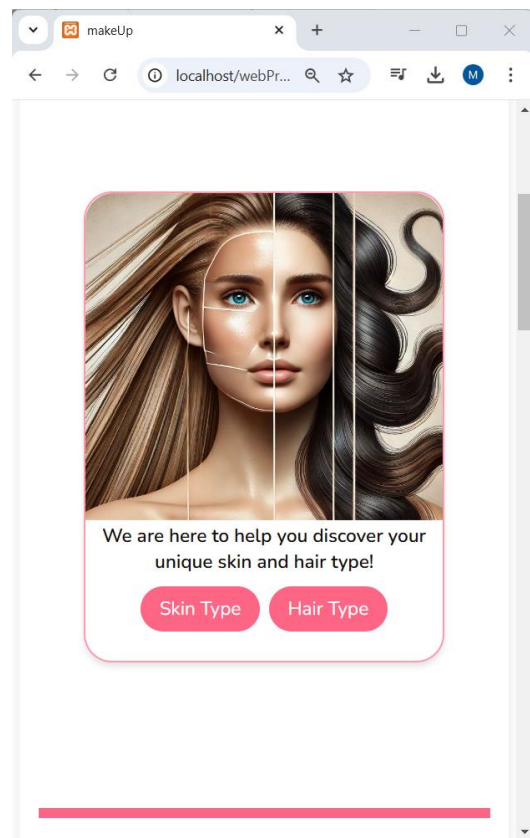 makeUp
localhost/webPr...
M
We are here to help you discover your
unique skin and hair type!
Skin Type
Hair Type